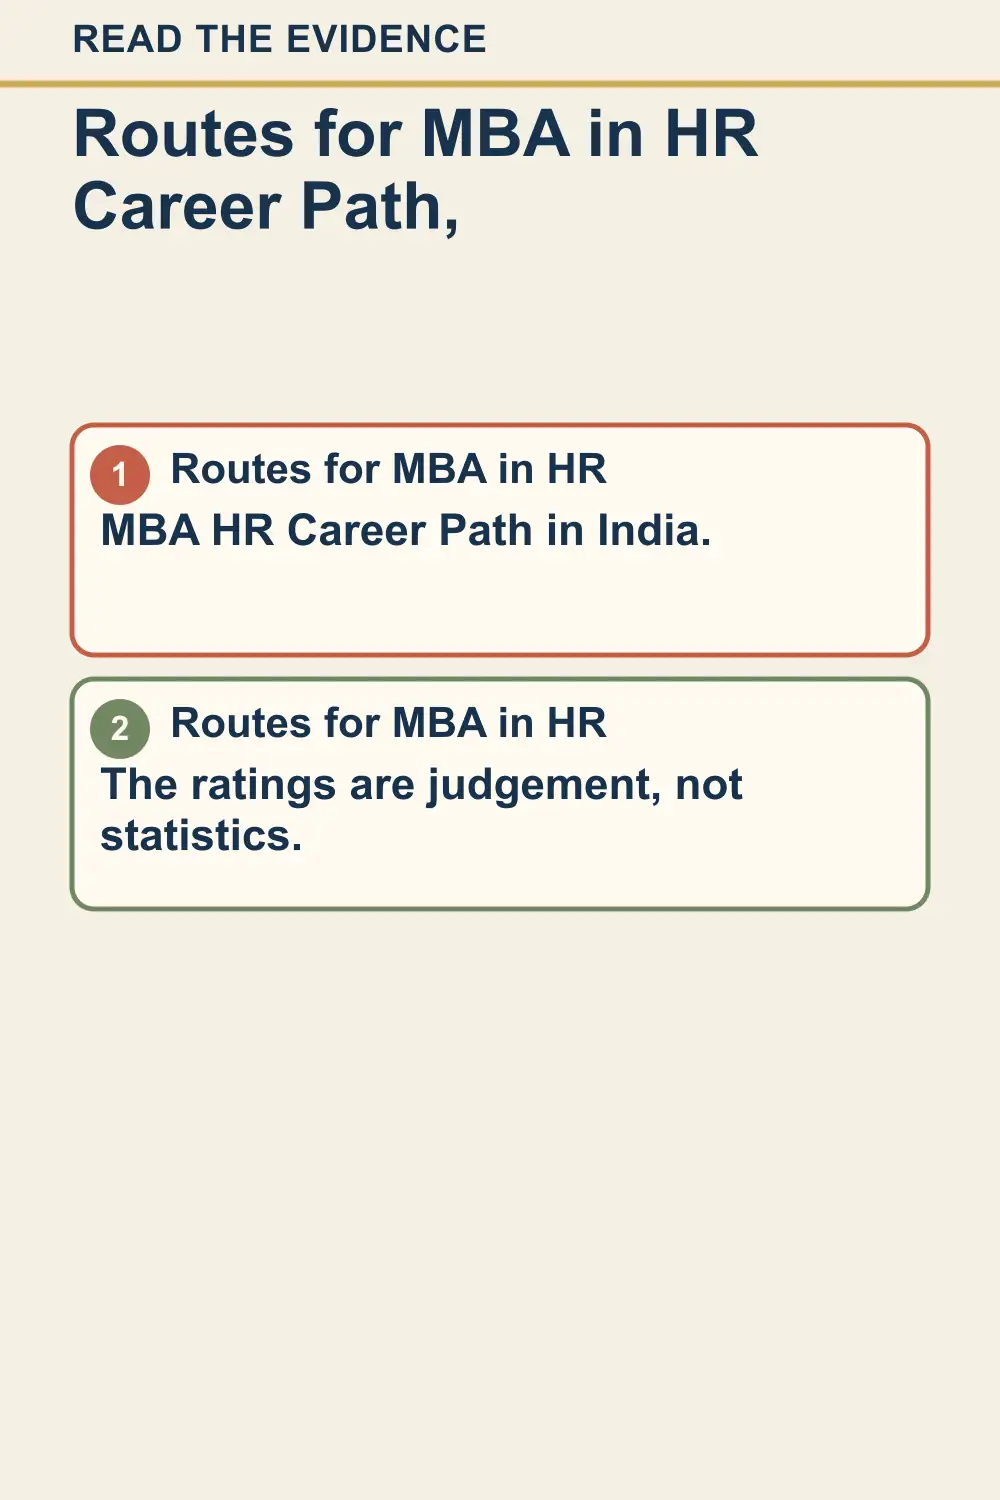 READ THE EVIDENCE
Routes for MBA in HR
Career Path,
1 Routes for MBA in HR
MBA HR Career Path in India.
2 Routes for MBA in HR
The ratings are judgement, not
statistics.